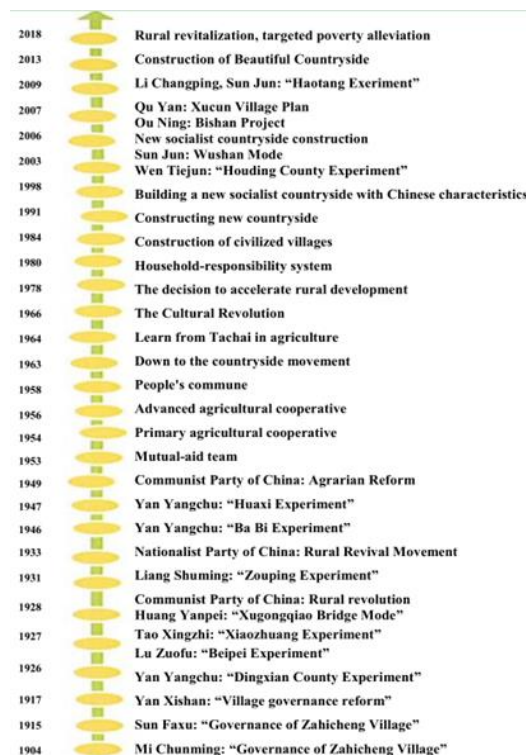 2018 Rural revitalization, targeted poverty alleviation
2013 Construction of Beautiful Countryside
2009 Li Changping, Sun Jun: “Haotang Exeriment”
2007 Qu Yan: Xucun Village Plan
Ou Ning: Bishan Project
2006 New socialist countryside construction
2003 Sun Jun: Wushan Mode
Wen Tiejun: “Houding County Experiment”
1998 Building a new socialist countryside with Chinese characteristics
1991 Constructing new countryside
1984 Construction of civilized villages
1980 Household-responsibility system
1978 The decision to accelerate rural development
1966 The Cultural Revolution
1964 Learn from Tachai in agriculture
1963 Down to the countryside movement
1958 People's commune
1956 Advanced agricultural cooperative
1954 Primary agricultural cooperative
1953 Mutual-aid team
1949 Communist Party of China: Agrarian Reform
1947 Yan Yangchu: “Huaxi Experiment”
1946 Yan Yangchu: “Ba Bi Experiment”
1933 Nationalist Party of China: Rural Revival Movement
1931 Liang Shuming: “Zouping Experiment”
1928 Communist Party of China: Rural revolution
Huang Yanpei: “Xugongqiao Bridge Mode”
1927 Tao Xingzhi: “Xiaozhuang Experiment”
Lu Zuofu: “Beipei Experiment”
1926 Yan Yangchu: “Dingxian County Experiment”
1917 Yan Xishan: “Village governance reform”
1915 Sun Faxu: “Governance of Zahicheng Village”
1904 Mi Chunming: “Governance of Zahicheng Village”